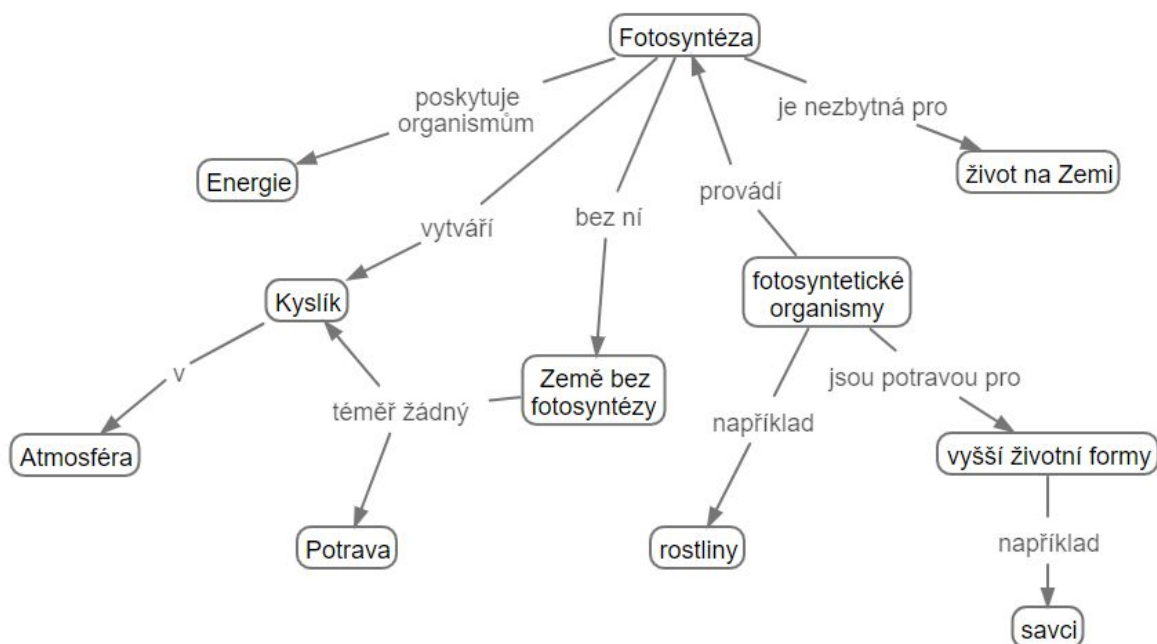 Fotosyntéza
poskytuje
organismům
je nezbytná pro
Energie
život na Zemi
provádí
vytváří
bez ní
fotosyntetické
organismy
Kyslík
v
Země bez
fotosyntézy
téměř žádný
jsou potravou pro
například
Atmosféra
vyšší životní formy
Potrava
rostliny
například
savci